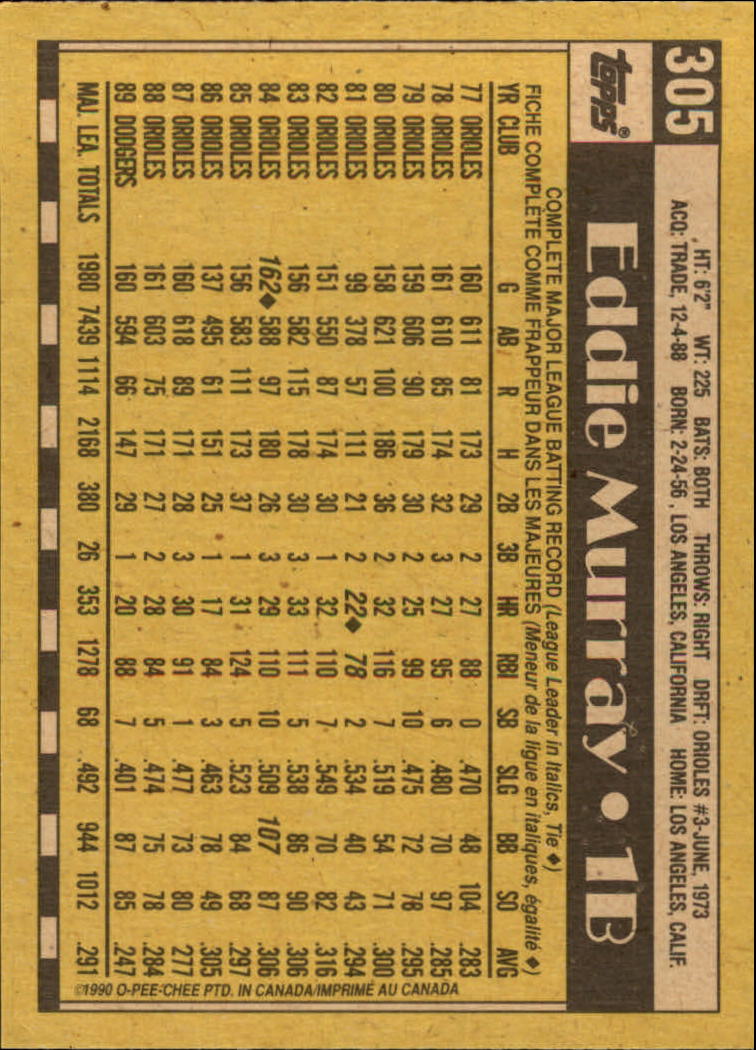 305
HT: 6'2" WT: 225 BATS: BOTH THROWS: RIGHT DRFT: ORIOLES #3-JUNE, 1973
ACQ: TRADE, 12-4-88 BORN: 2-24-56, LOS ANGELES, CALIFORNIA HOME: LOS ANGELES, CALIF.
topps®
Eddie Murray • 1B
COMPLETE MAJOR LEAGUE BATTING RECORD (League Leader in Italics, Tie ◆)
FICHE COMPLÈTE COMME FRAPPEUR DANS LES MAJEURES (Meneur de la ligue en italiques, égalité ◆)
YR CLUB G AB R H 2B 3B HR RBI SB SLG BB SO AVG
77 ORIOLES 160 611 81 173 29 2 27 88 0 .470 48 104 .283
78 ORIOLES 161 610 85 174 32 3 27 95 6 .480 70 97 .285
79 ORIOLES 159 606 90 179 30 2 25 99 10 .475 72 78 .295
80 ORIOLES 158 621 100 186 36 2 32 116 7 .519 54 71 .300
81 ORIOLES 99 378 57 111 21 2 22◆ 78 2 .534 40 43 .294
82 ORIOLES 151 550 87 174 30 1 32 110 7 .549 70 82 .316
83 ORIOLES 156 582 115 178 30 3 33 111 5 .538 86 90 .306
84 ORIOLES 162◆ 588 97 180 26 3 29 110 10 .509 107 87 .306
85 ORIOLES 156 583 111 173 37 1 31 124 5 .523 84 68 .297
86 ORIOLES 137 495 61 151 25 1 17 84 3 .463 78 49 .305
87 ORIOLES 160 618 89 171 28 3 30 91 1 .477 73 80 .277
88 ORIOLES 161 603 75 171 27 2 28 84 5 .474 75 78 .284
89 DODGERS 160 594 66 147 29 1 20 88 7 .401 87 85 .247
MAJ. LEA. TOTALS 1980 7439 1114 2168 380 26 353 1278 68 .492 944 1012 .291
©1990 O-PEE-CHEE PTD. IN CANADA/IMPRIMÉ AU CANADA